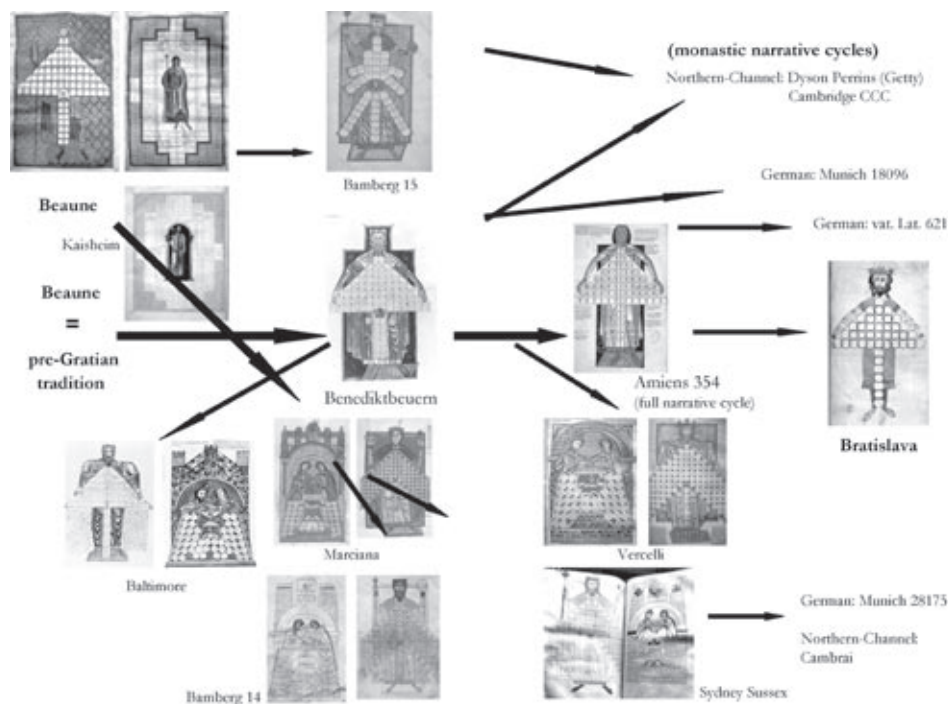 (monastic narrative cycles)
Northern-Channel: Dyson Perrins (Getty)
Cambridge CCC
Bamberg 15
German: Munich 18096
Beaune
Kaisheim
German: vat. Lat. 621
Beaune
=
pre-Gratian
tradition
Benediktbeuern
Amiens 354
(full narrative cycle)
Bratislava
Baltimore
Marciana
Vercelli
Bamberg 14
Sydney Sussex
German: Munich 28175
Northern-Channel:
Cambrai